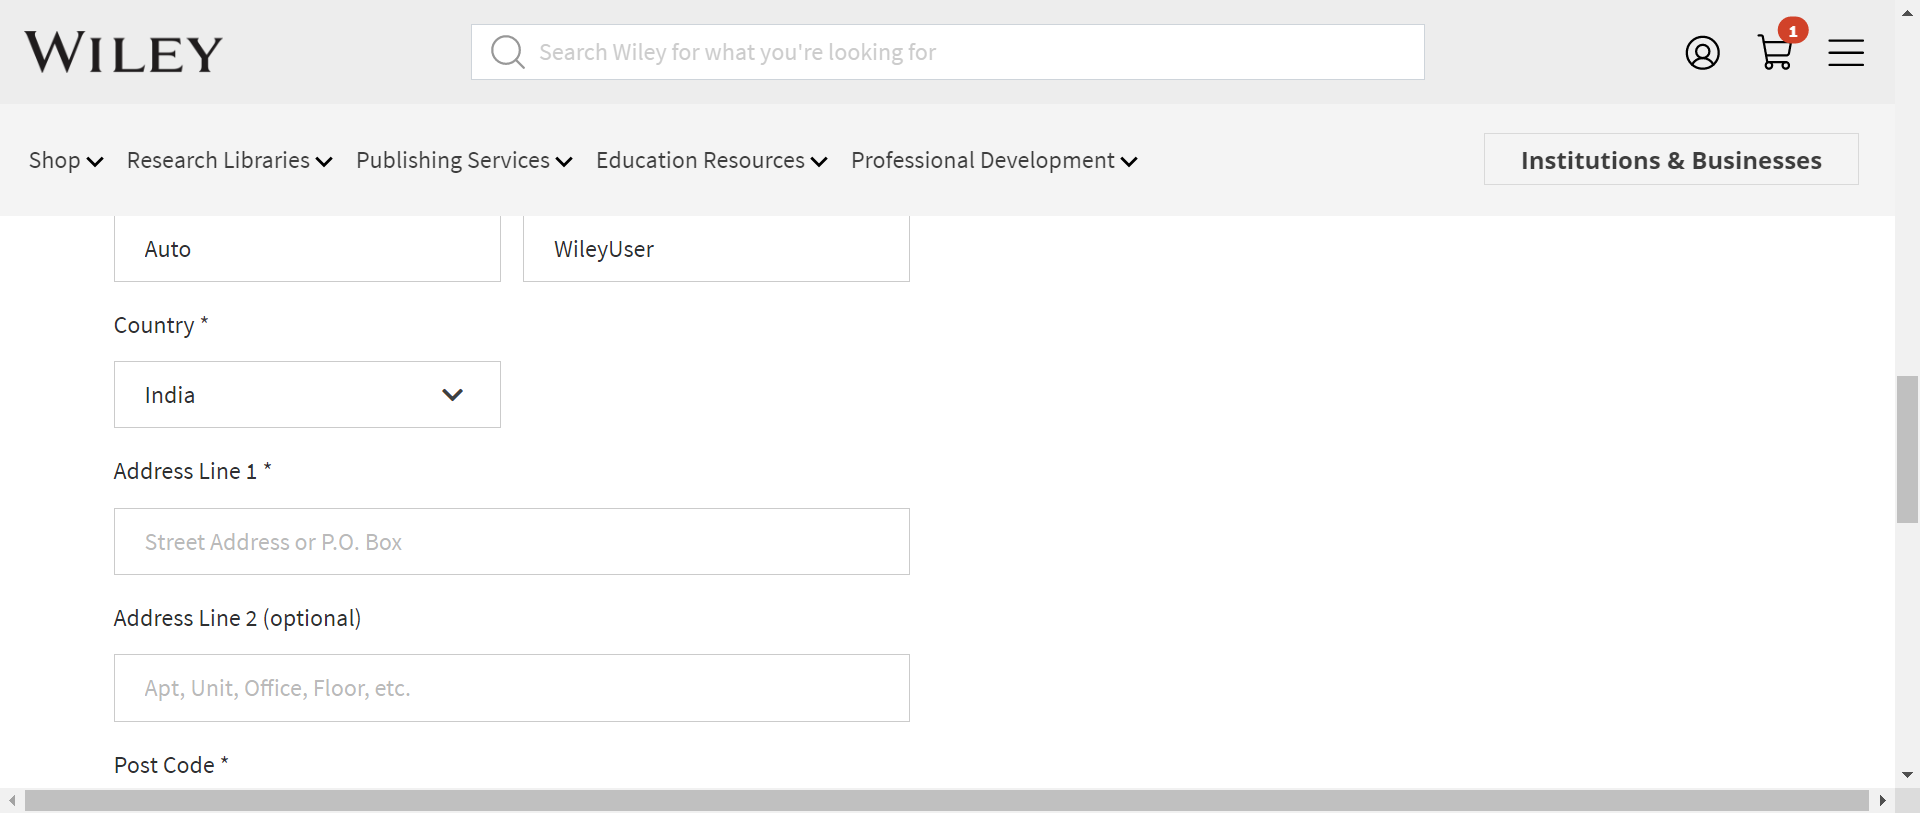 WILEY
Search Wiley for what you're looking for
1
Shop Research Libraries Publishing Services Education Resources Professional Development
Institutions & Businesses
Auto WileyUser
Country *
India
Address Line 1 *
Street Address or P.O. Box
Address Line 2 (optional)
Apt, Unit, Office, Floor, etc.
Post Code *